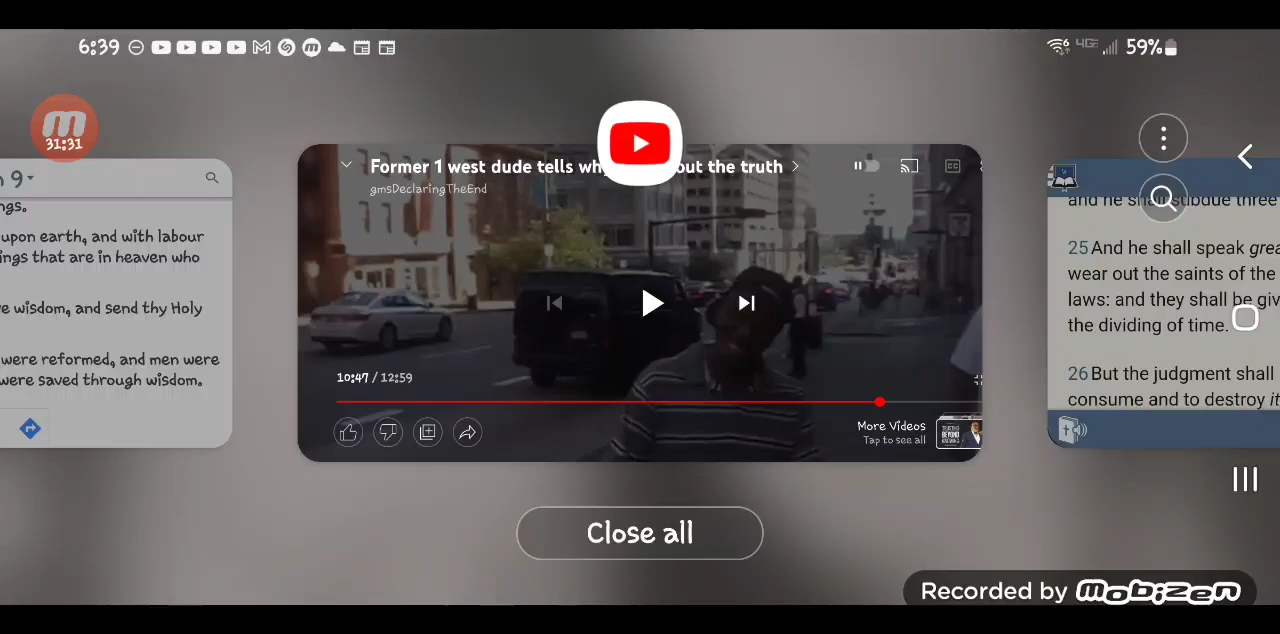 6:39
4GE
59%
31:31
9
ngs.
upon earth, and with labour
ings that are in heaven who
e wisdom, and send thy Holy
were reformed, and men were
were saved through wisdom.
Former 1 west dude tells wh out the truth
gmsDeclaringTheEnd
CC
10:47 / 12:59
More Videos
Tap to see all
and he shall subdue three
25 And he shall speak grea
wear out the saints of the
laws: and they shall be giv
the dividing of time.
26 But the judgment shall
consume and to destroy it
Close all
Recorded by mobizen